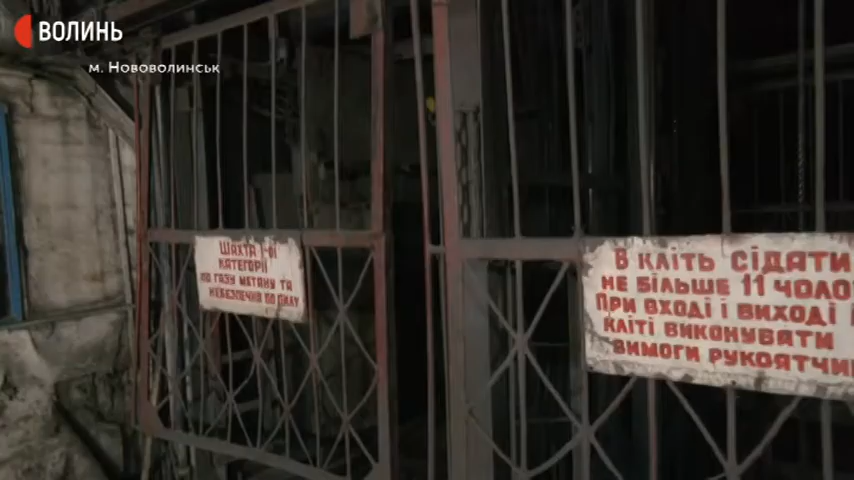 ВОЛИНЬ
м. Нововолинськ
ШАХТА І-ОЇ
КАТЕГОРІЇ
ПО ГАЗУ МЕТАНУ ТА
НЕБЕЗПЕЧНА ПО ПИЛУ
В КЛІТЬ СІДАТИ
НЕ БІЛЬШЕ 11 ЧОЛО
ПРИ ВХОДІ І ВИХОДІ
КЛІТІ ВИКОНУВАТИ
ВИМОГИ РУКОЯТЧИ